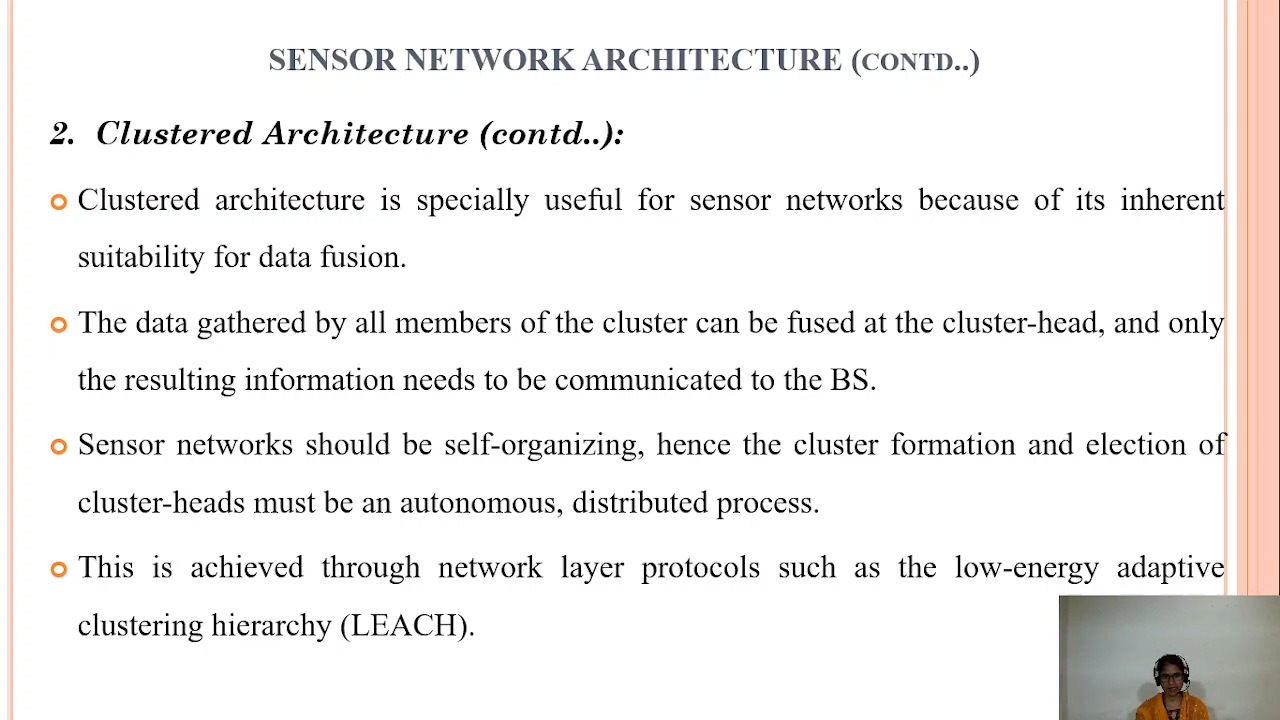 SENSOR NETWORK ARCHITECTURE (CONTD..)
2. Clustered Architecture (contd..):
Clustered architecture is specially useful for sensor networks because of its inherent
suitability for data fusion.
The data gathered by all members of the cluster can be fused at the cluster-head, and only
the resulting information needs to be communicated to the BS.
Sensor networks should be self-organizing, hence the cluster formation and election of
cluster-heads must be an autonomous, distributed process.
This is achieved through network layer protocols such as the low-energy adaptive
clustering hierarchy (LEACH).